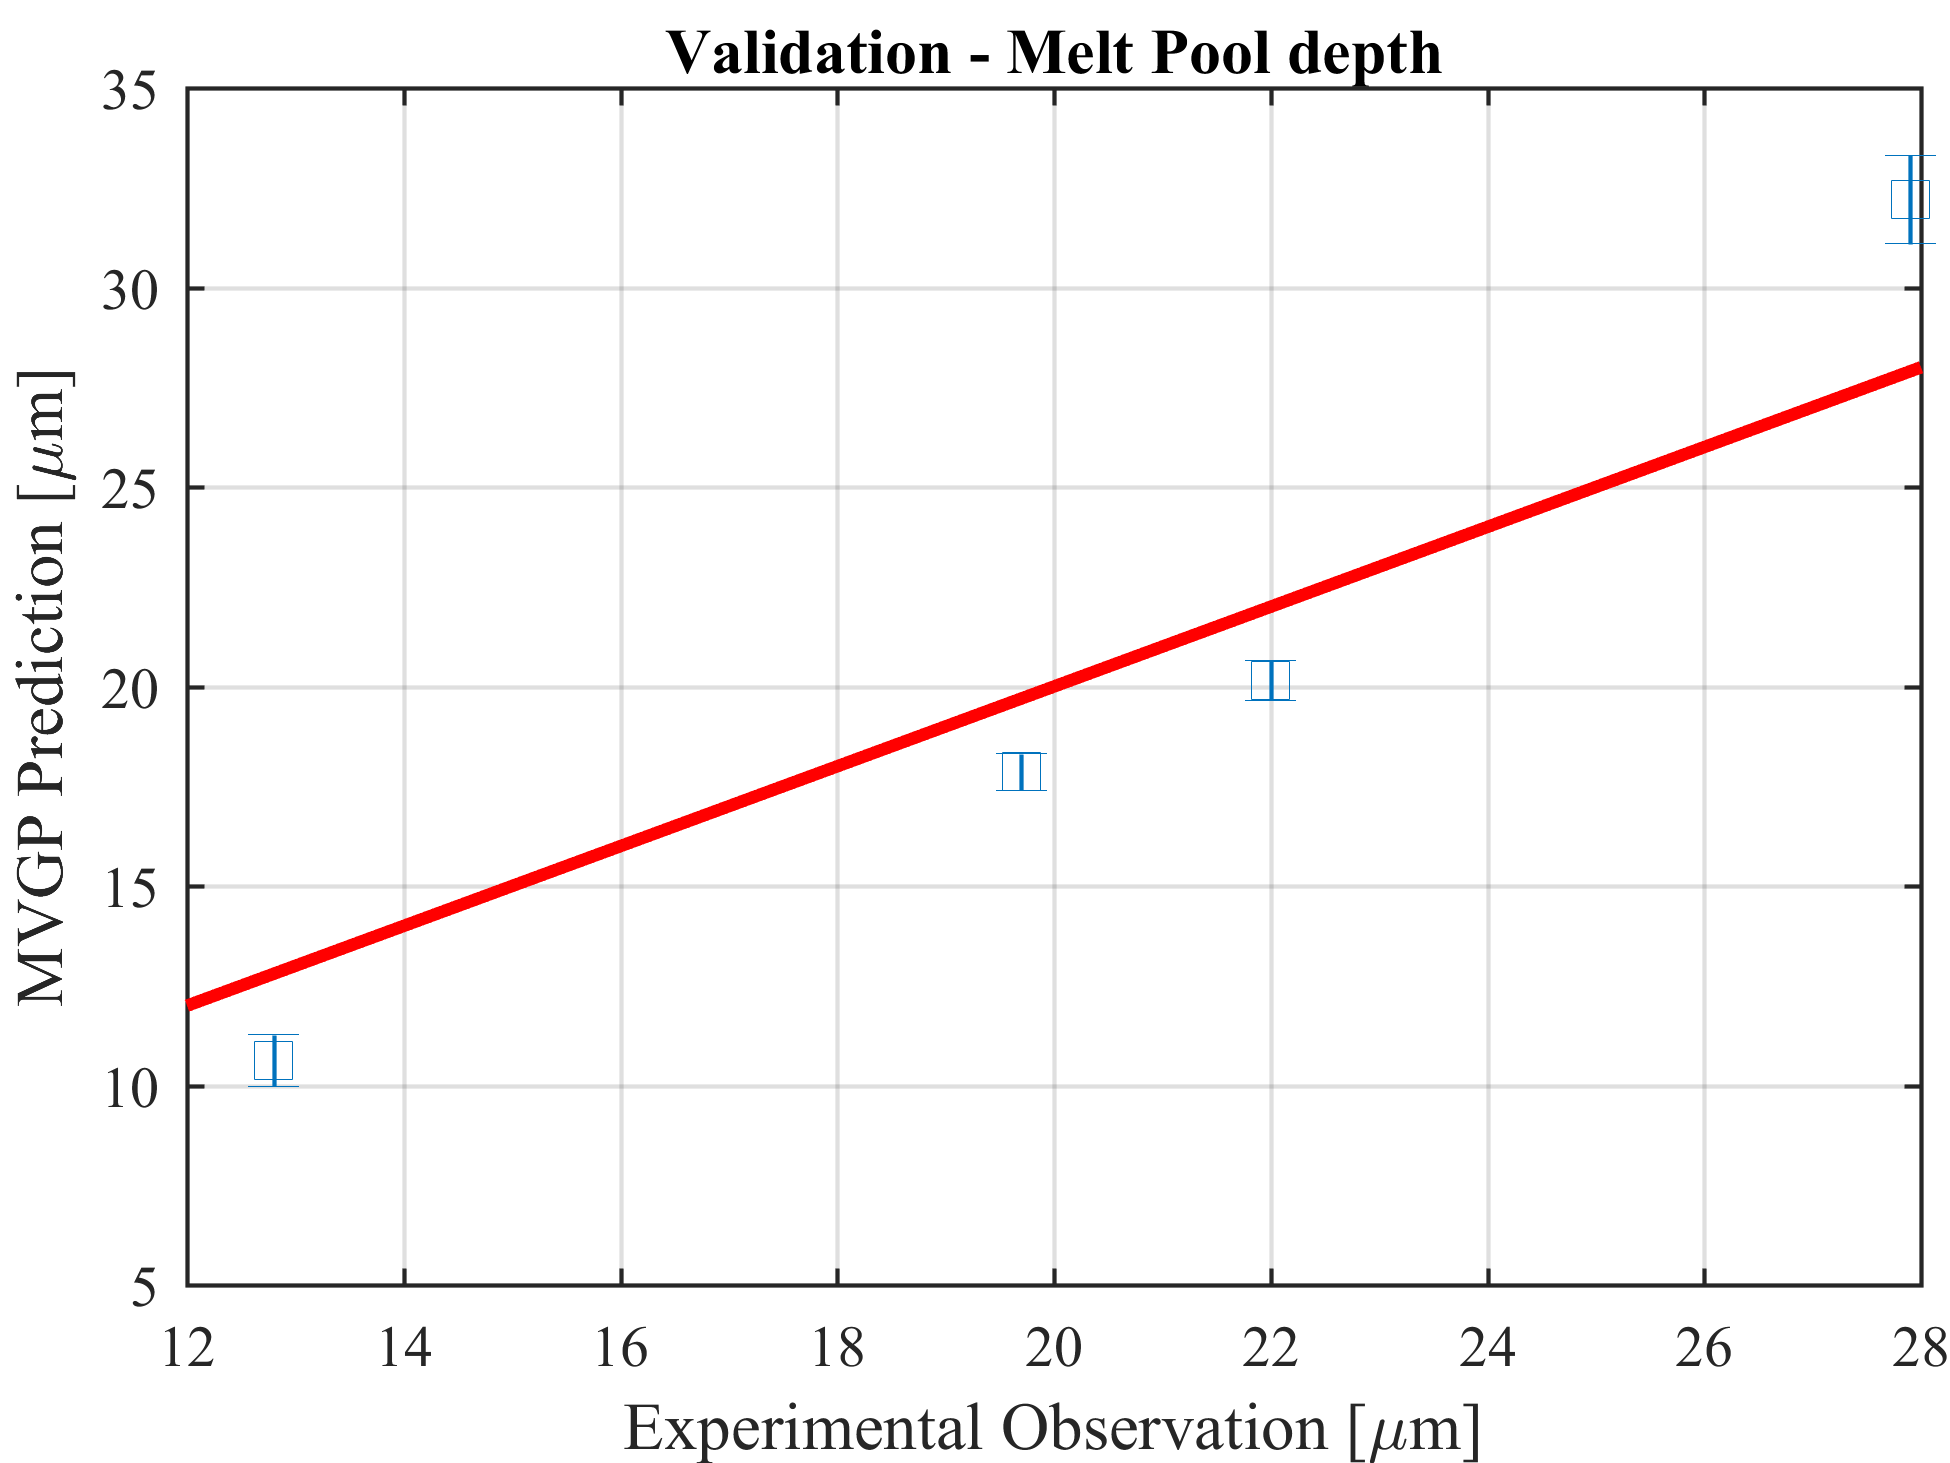 Validation - Melt Pool depth
35
30
25
20
15
10
5
MVGP Prediction [μm]
12 14 16 18 20 22 24 26 28
Experimental Observation [μm]